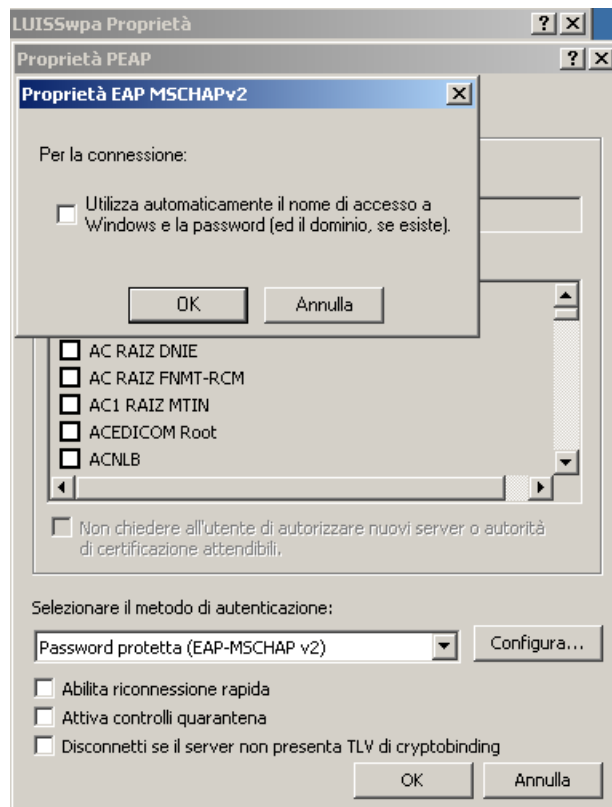 LUISSwpa Proprietà
Proprietà PEAP
Proprietà EAP MSCHAPv2
Per la connessione:
Utilizza automaticamente il nome di accesso a
Windows e la password (ed il dominio, se esiste).
OK
Annulla
AC RAIZ DNIE
AC RAIZ FNMT-RCM
AC1 RAIZ MTIN
ACEDICOM Root
ACNLB
Non chiedere all'utente di autorizzare nuovi server o autorità
di certificazione attendibili.
Selezionare il metodo di autenticazione:
Password protetta (EAP-MSCHAP v2)
Configura...
Abilita riconnessione rapida
Attiva controlli quarantena
Disconnetti se il server non presenta TLV di cryptobinding
OK
Annulla